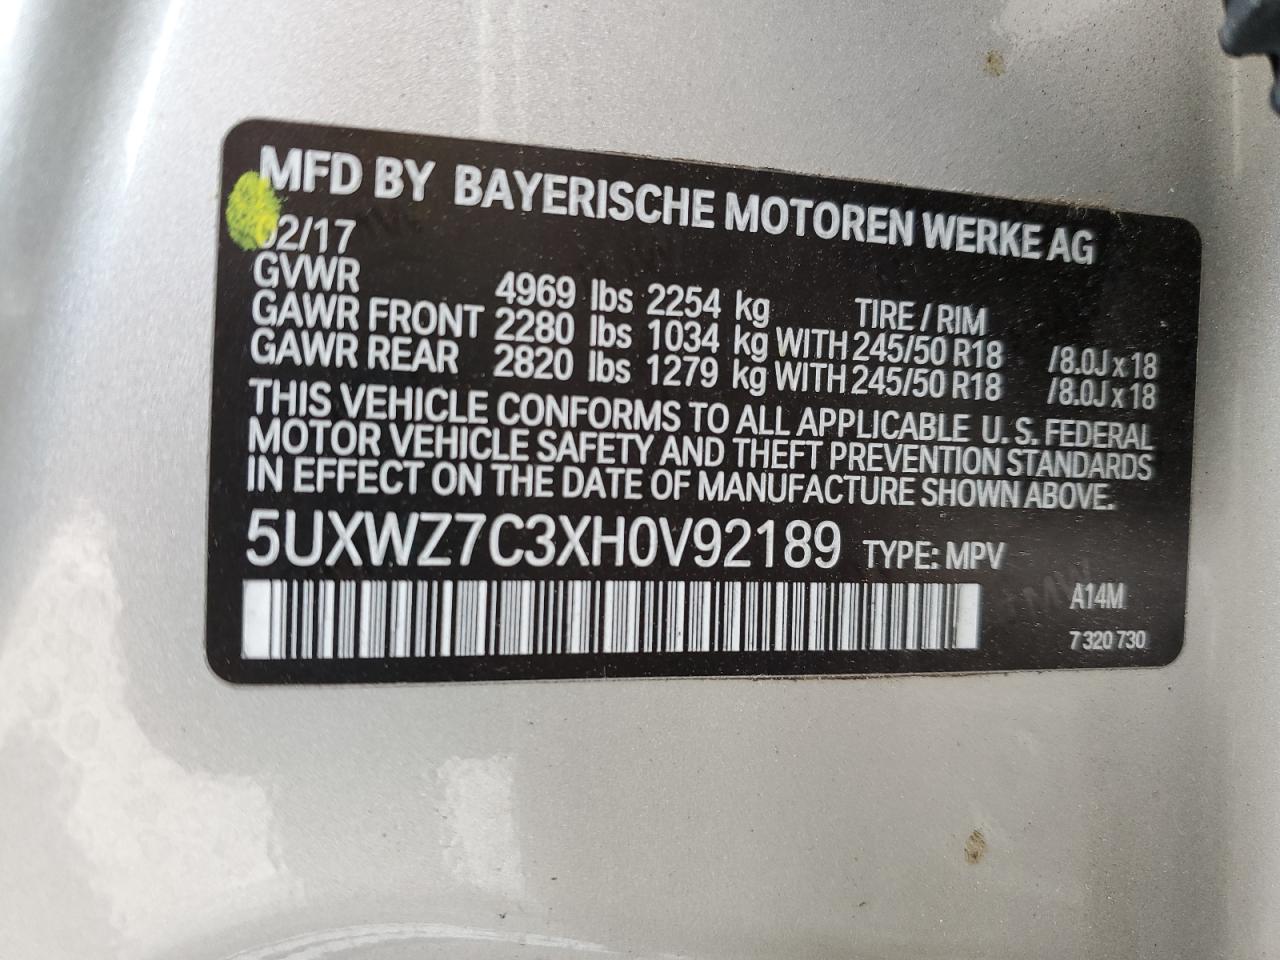 MFD BY BAYERISCHE MOTOREN WERKE AG
02/17
GVWR 4969 lbs 2254 kg TIRE / RIM
GAWR FRONT 2280 lbs 1034 kg WITH 245/50 R18 /8.0J x 18
GAWR REAR 2820 lbs 1279 kg WITH 245/50 R18 /8.0J x 18
THIS VEHICLE CONFORMS TO ALL APPLICABLE U. S. FEDERAL
MOTOR VEHICLE SAFETY AND THEFT PREVENTION STANDARDS
IN EFFECT ON THE DATE OF MANUFACTURE SHOWN ABOVE.
5UXWZ7C3XH0V92189 TYPE: MPV
A14M
7 320 730